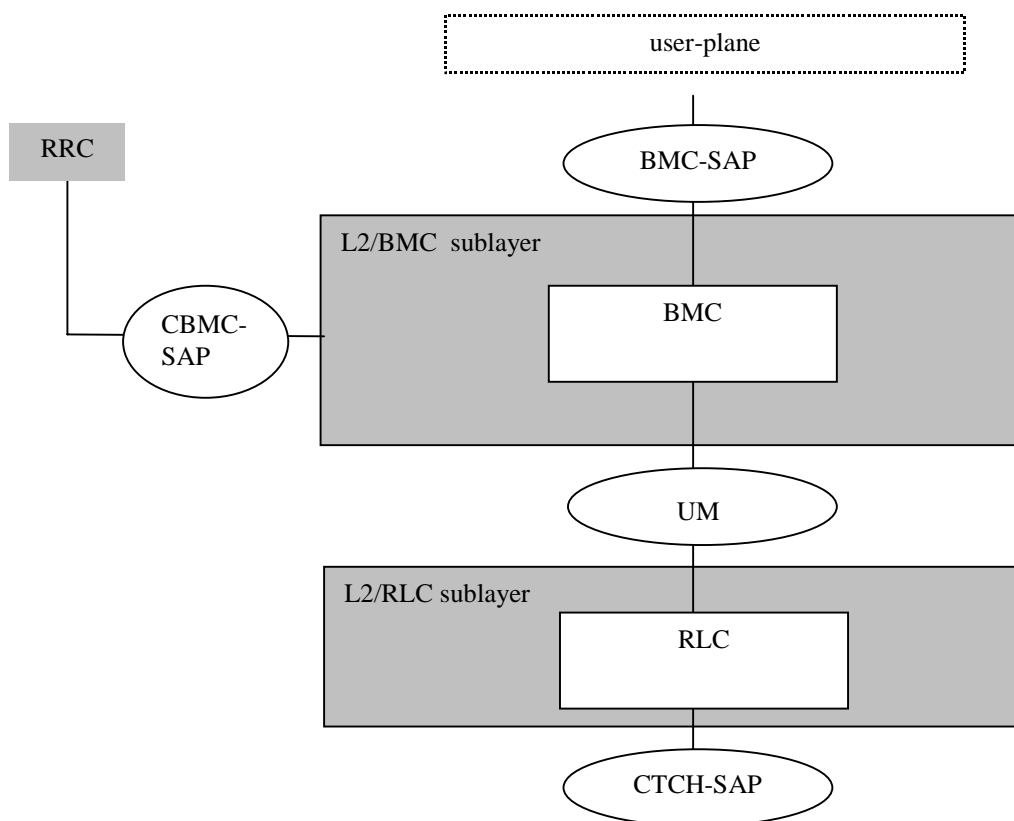 user-plane
RRC
BMC-SAP
L2/BMC sublayer
BMC
CBMC-
SAP
UM
L2/RLC sublayer
RLC
CTCH-SAP